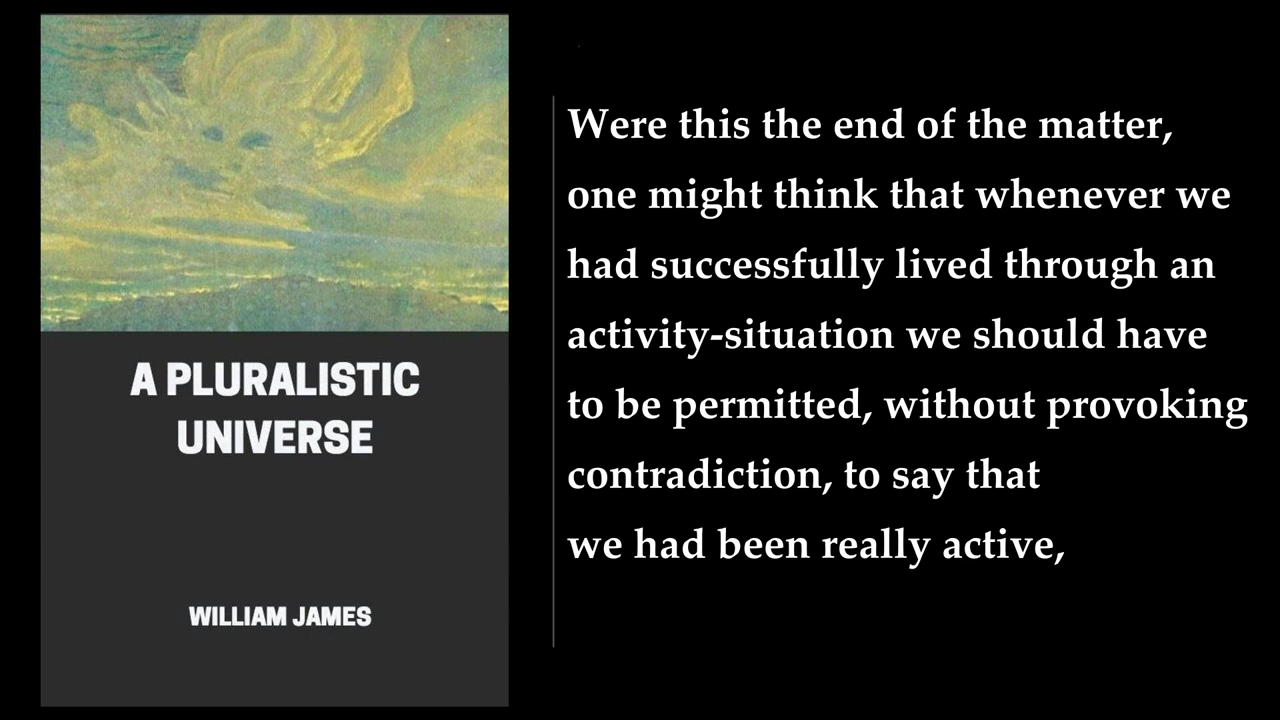 A PLURALISTIC
UNIVERSE
WILLIAM JAMES
Were this the end of the matter,
one might think that whenever we
had successfully lived through an
activity-situation we should have
to be permitted, without provoking
contradiction, to say that
we had been really active,